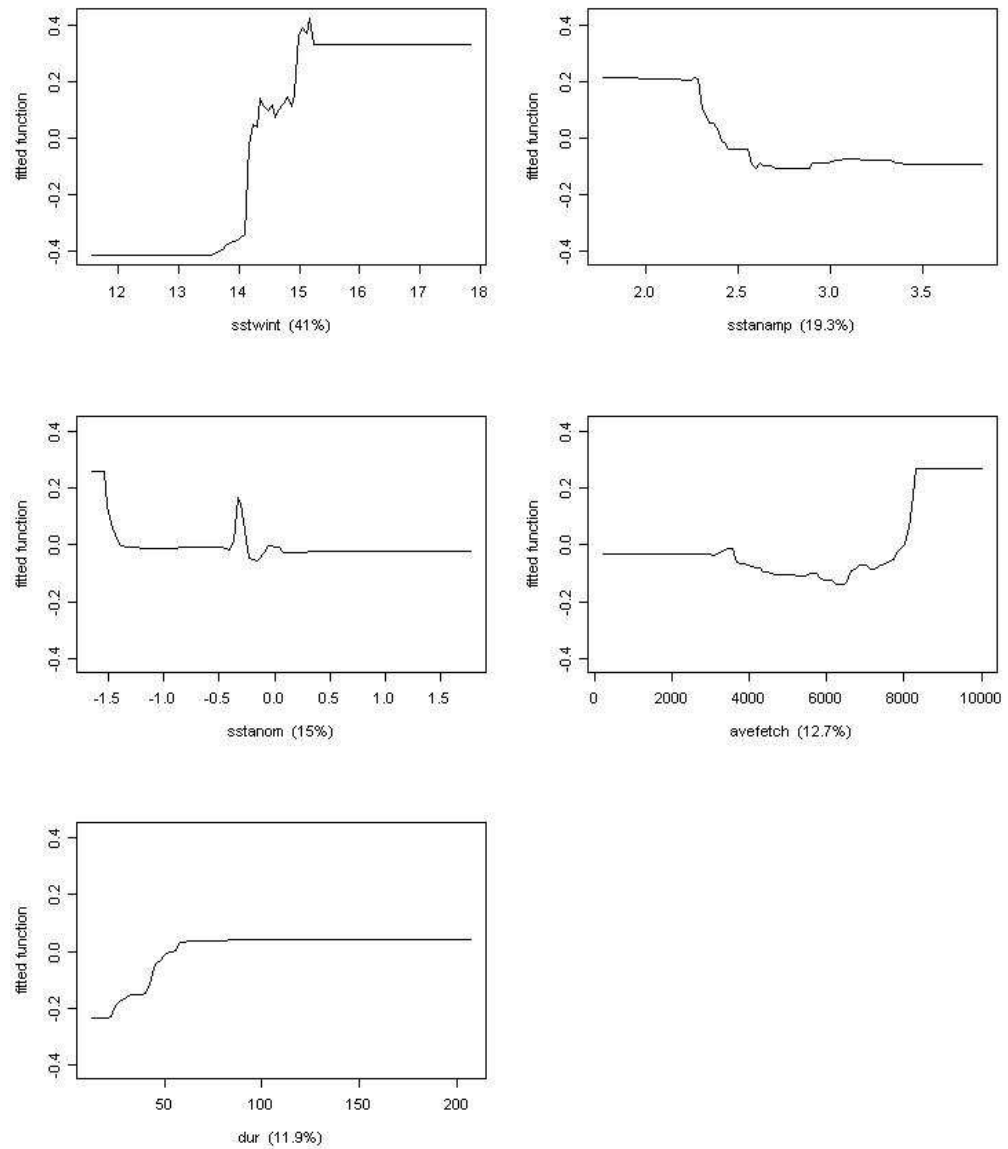 fitted function
0.4
0.2
0.0
-0.2
-0.4
12 13 14 15 16 17 18
sstwint (41%)
fitted function
0.4
0.2
0.0
-0.2
-0.4
2.0 2.5 3.0 3.5
sstanamp (19.3%)
fitted function
0.4
0.2
0.0
-0.2
-0.4
-1.5 -1.0 -0.5 0.0 0.5 1.0 1.5
sstanom (15%)
fitted function
0.4
0.2
0.0
-0.2
-0.4
0 2000 4000 6000 8000 10000
avefetch (12.7%)
fitted function
0.4
0.2
0.0
-0.2
-0.4
50 100 150 200
dur (11.9%)